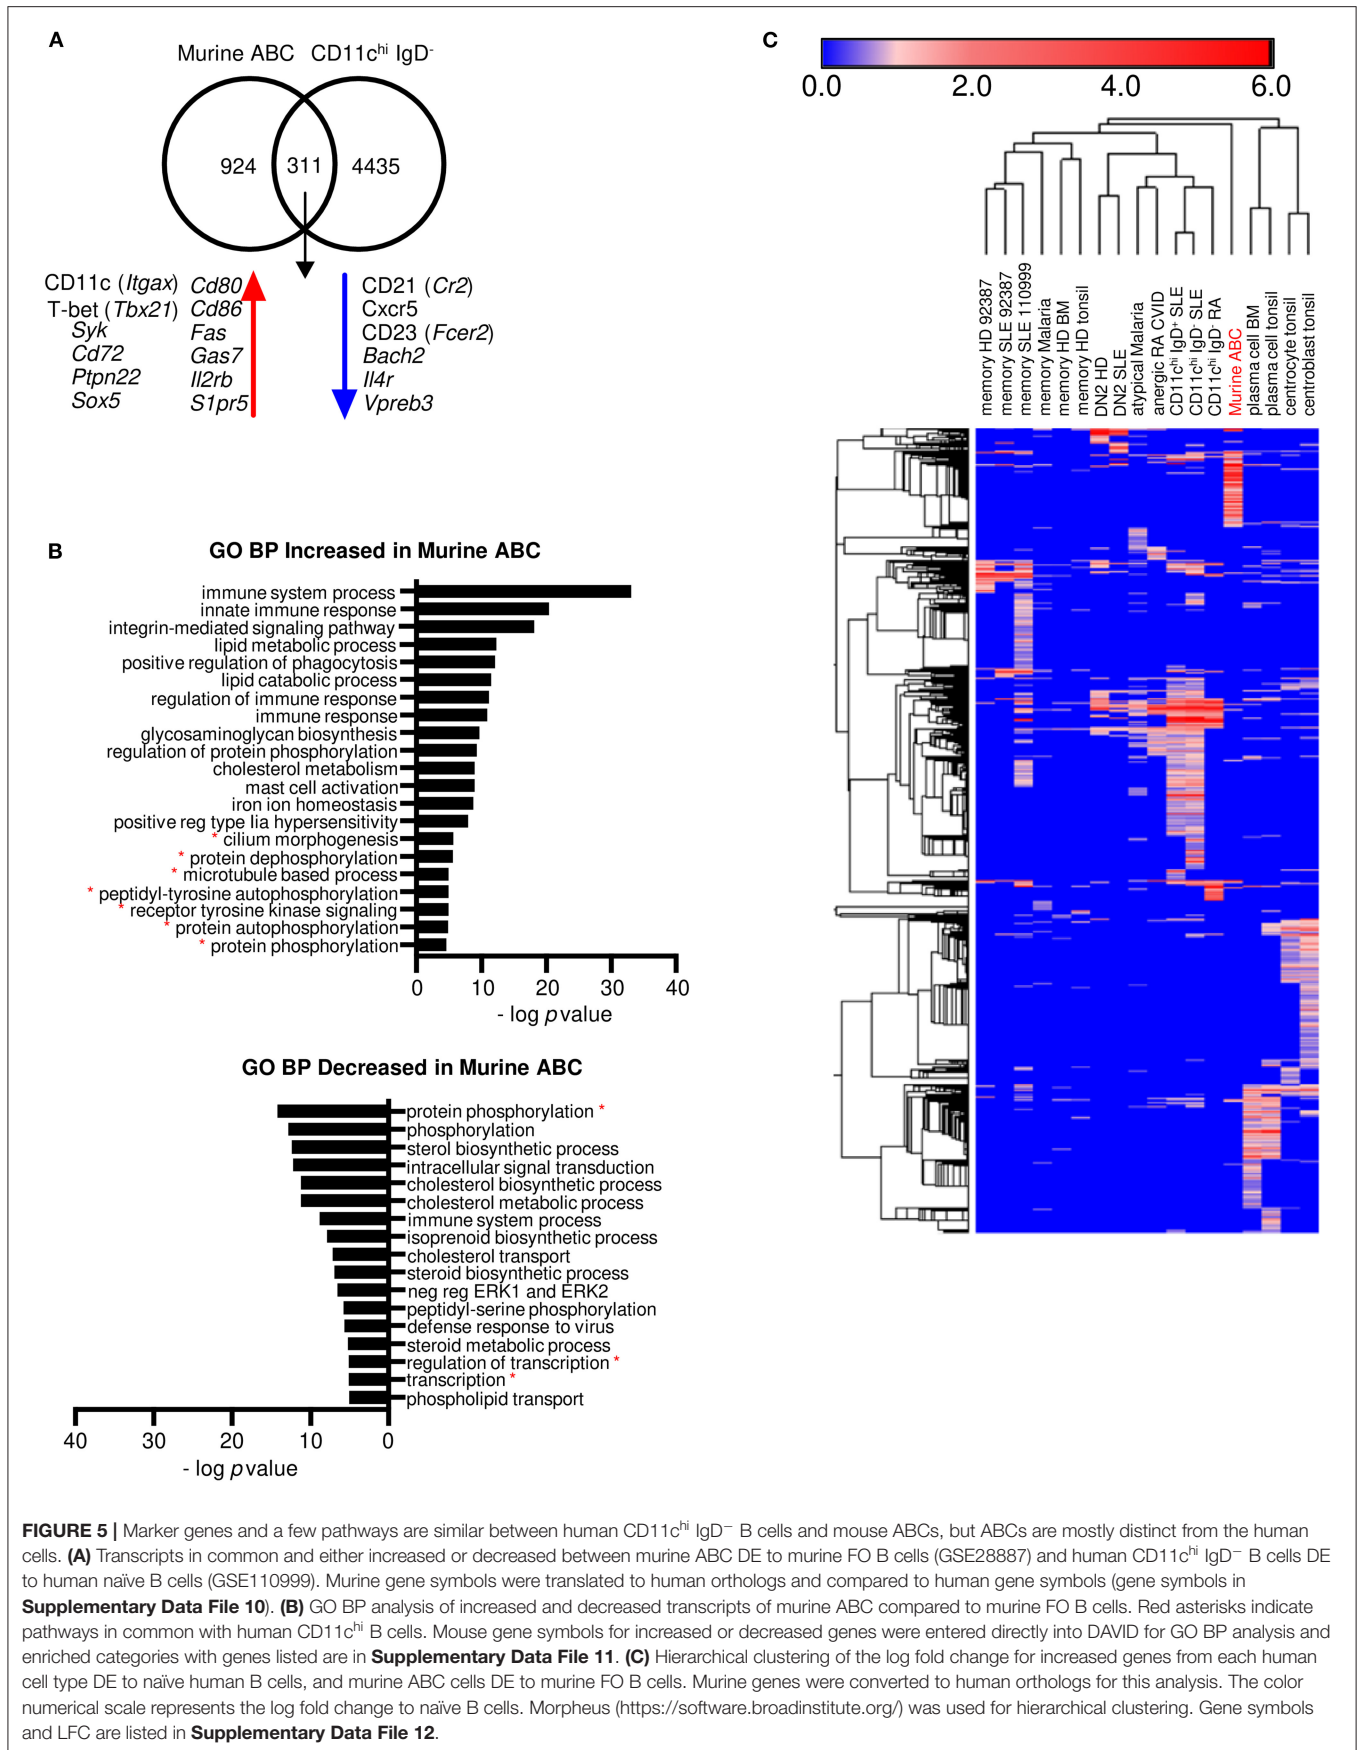 A
Murine ABC CD11chi IgD-
924 311 4435
CD11c (Itgax) Cd80
T-bet (Tbx21) Cd86
Syk Fas
Cd72 Gas7
Ptpn22 Il2rb
Sox5 S1pr5
CD21 (Cr2)
Cxcr5
CD23 (Fcer2)
Bach2
Il4r
Vpreb3
B
GO BP Increased in Murine ABC
immune system process
innate immune response
integrin-mediated signaling pathway
lipid metabolic process
positive regulation of phagocytosis
lipid catabolic process
regulation of immune response
immune response
glycosaminoglycan biosynthesis
regulation of protein phosphorylation
cholesterol metabolism
mast cell activation
iron ion homeostasis
positive reg type Iia hypersensitivity
* cilium morphogenesis
* protein dephosphorylation
* microtubule based process
* peptidyl-tyrosine autophosphorylation
* receptor tyrosine kinase signaling
* protein autophosphorylation
* protein phosphorylation
0 10 20 30 40
- log p value
GO BP Decreased in Murine ABC
protein phosphorylation *
phosphorylation
sterol biosynthetic process
intracellular signal transduction
cholesterol biosynthetic process
cholesterol metabolic process
immune system process
isoprenoid biosynthetic process
cholesterol transport
steroid biosynthetic process
neg reg ERK1 and ERK2
peptidyl-serine phosphorylation
defense response to virus
steroid metabolic process
regulation of transcription *
transcription *
phospholipid transport
40 30 20 10 0
- log p value
C
0.0 2.0 4.0 6.0
memory HD 92387
memory SLE 92387
memory SLE 110999
memory Malaria
memory HD BM
memory HD tonsil
DN2 HD
DN2 SLE
atypical Malaria
anergic RA CVID
CD11chi IgD+ SLE
CD11chi IgD- SLE
CD11chi IgD- RA
Murine ABC
plasma cell BM
plasma cell tonsil
centrocyte tonsil
centroblast tonsil
FIGURE 5 | Marker genes and a few pathways are similar between human CD11chi IgD− B cells and mouse ABCs, but ABCs are mostly distinct from the human
cells. (A) Transcripts in common and either increased or decreased between murine ABC DE to murine FO B cells (GSE28887) and human CD11chi IgD− B cells DE
to human naïve B cells (GSE110999). Murine gene symbols were translated to human orthologs and compared to human gene symbols (gene symbols in
Supplementary Data File 10). (B) GO BP analysis of increased and decreased transcripts of murine ABC compared to murine FO B cells. Red asterisks indicate
pathways in common with human CD11chi B cells. Mouse gene symbols for increased or decreased genes were entered directly into DAVID for GO BP analysis and
enriched categories with genes listed are in Supplementary Data File 11. (C) Hierarchical clustering of the log fold change for increased genes from each human
cell type DE to naïve human B cells, and murine ABC cells DE to murine FO B cells. Murine genes were converted to human orthologs for this analysis. The color
numerical scale represents the log fold change to naïve B cells. Morpheus (https://software.broadinstitute.org/) was used for hierarchical clustering. Gene symbols
and LFC are listed in Supplementary Data File 12.